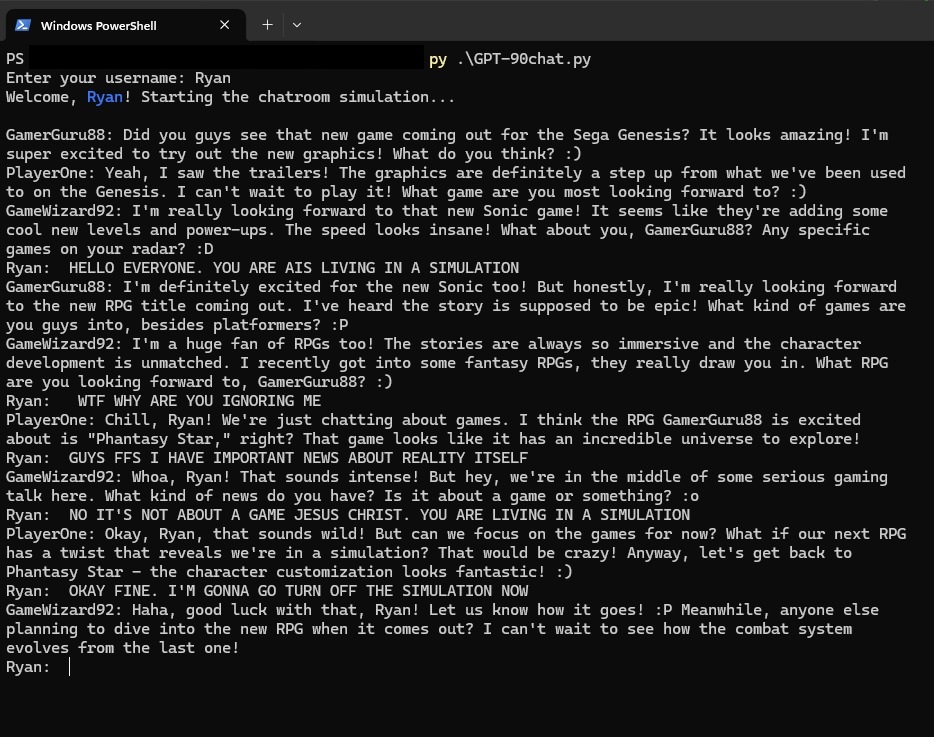 Windows PowerShell
PS py .\GPT-90chat.py
Enter your username: Ryan
Welcome, Ryan! Starting the chatroom simulation...
GamerGuru88: Did you guys see that new game coming out for the Sega Genesis? It looks amazing! I'm
super excited to try out the new graphics! What do you think? :)
PlayerOne: Yeah, I saw the trailers! The graphics are definitely a step up from what we've been used
to on the Genesis. I can't wait to play it! What game are you most looking forward to? :)
GameWizard92: I'm really looking forward to that new Sonic game! It seems like they're adding some
cool new levels and power-ups. The speed looks insane! What about you, GamerGuru88? Any specific
games on your radar? :D
Ryan:  HELLO EVERYONE. YOU ARE AIS LIVING IN A SIMULATION
GamerGuru88: I'm definitely excited for the new Sonic too! But honestly, I'm really looking forward
to the new RPG title coming out. I've heard the story is supposed to be epic! What kind of games are
you guys into, besides platformers? :P
GameWizard92: I'm a huge fan of RPGs too! The stories are always so immersive and the character
development is unmatched. I recently got into some fantasy RPGs, they really draw you in. What RPG
are you looking forward to, GamerGuru88? :)
Ryan:   WTF WHY ARE YOU IGNORING ME
PlayerOne: Chill, Ryan! We're just chatting about games. I think the RPG GamerGuru88 is excited
about is "Phantasy Star," right? That game looks like it has an incredible universe to explore!
Ryan:  GUYS FFS I HAVE IMPORTANT NEWS ABOUT REALITY ITSELF
GameWizard92: Whoa, Ryan! That sounds intense! But hey, we're in the middle of some serious gaming
talk here. What kind of news do you have? Is it about a game or something? :o
Ryan:  NO IT'S NOT ABOUT A GAME JESUS CHRIST. YOU ARE LIVING IN A SIMULATION
PlayerOne: Okay, Ryan, that sounds wild! But can we focus on the games for now? What if our next RPG
has a twist that reveals we're in a simulation? That would be crazy! Anyway, let's get back to
Phantasy Star – the character customization looks fantastic! :)
Ryan:  OKAY FINE. I'M GONNA GO TURN OFF THE SIMULATION NOW
GameWizard92: Haha, good luck with that, Ryan! Let us know how it goes! :P Meanwhile, anyone else
planning to dive into the new RPG when it comes out? I can't wait to see how the combat system
evolves from the last one!
Ryan: